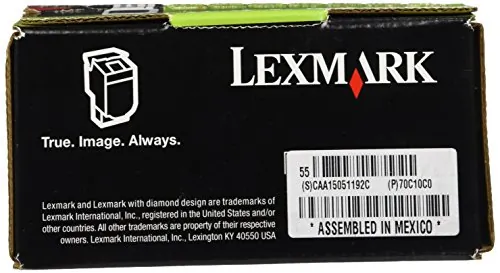 LEXMARK
True. Image. Always.
55
(S)CAA15051192C (P)70C10C0
* ASSEMBLED IN MEXICO *
Lexmark and Lexmark with diamond design are trademarks of
Lexmark International, Inc., registered in the United States and/or
other countries. All other trademarks are property of their respective
owners. Lexmark International, Inc., Lexington KY 40550 USA